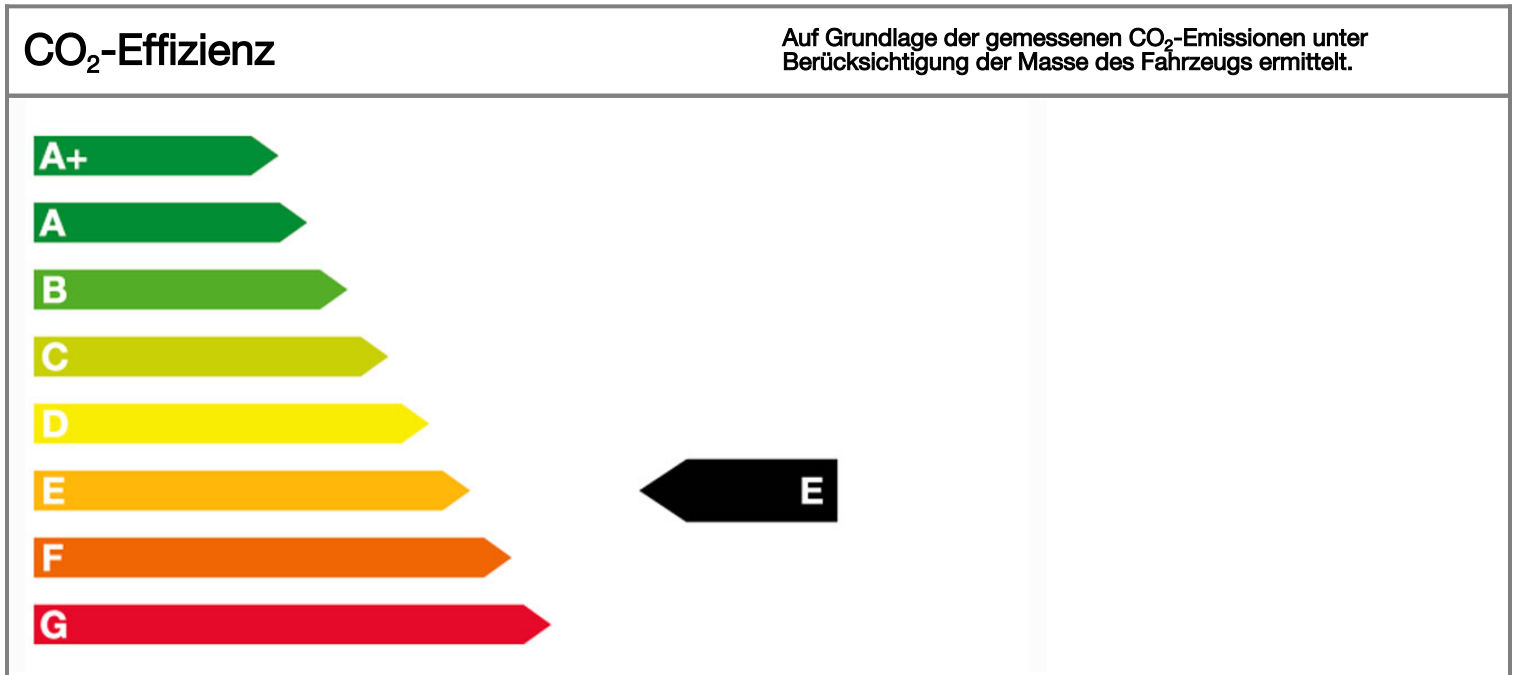 CO₂-Effizienz
Auf Grundlage der gemessenen CO₂-Emissionen unter
Berücksichtigung der Masse des Fahrzeugs ermittelt.
A+
A
B
C
D
E
E
F
G